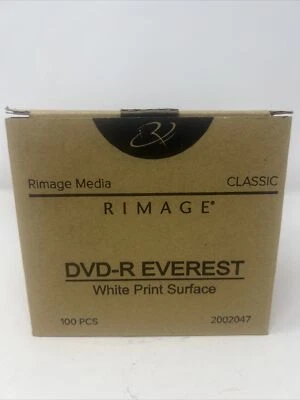 Rimage Media CLASSIC
RIMAGE®
DVD-R EVEREST
White Print Surface
100 PCS 2002047